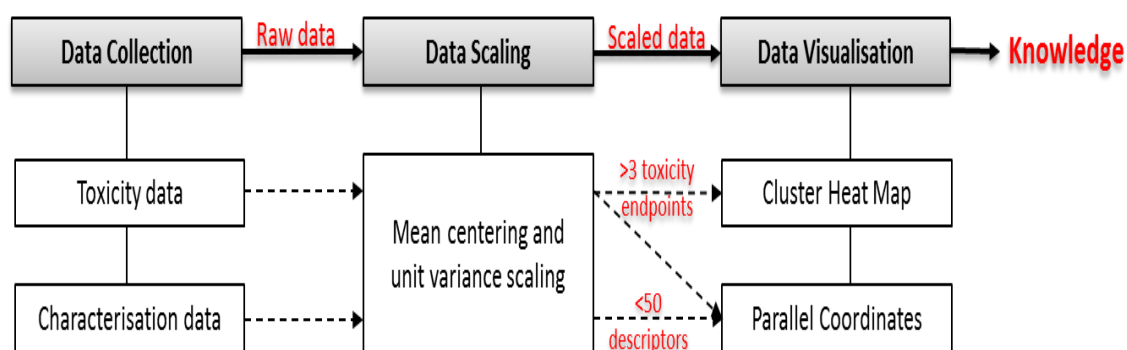 Data Collection
Raw data
Data Scaling
Scaled data
Data Visualisation
Knowledge
Toxicity data
Mean centering and
unit variance scaling
>3 toxicity
endpoints
Cluster Heat Map
Characterisation data
<50
descriptors
Parallel Coordinates